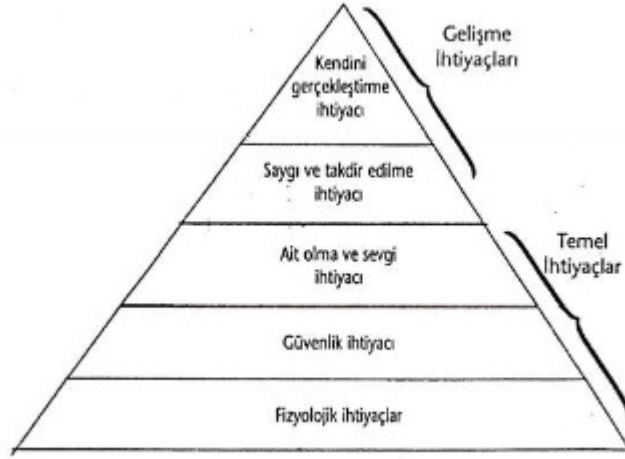 Gelişme
İhtiyaçları
Kendini
gerçekleştirme
ihtiyacı
Saygı ve takdir edilme
ihtiyacı
Ait olma ve sevgi
ihtiyacı
Temel
İhtiyaçlar
Güvenlik ihtiyacı
Fizyolojik ihtiyaçlar